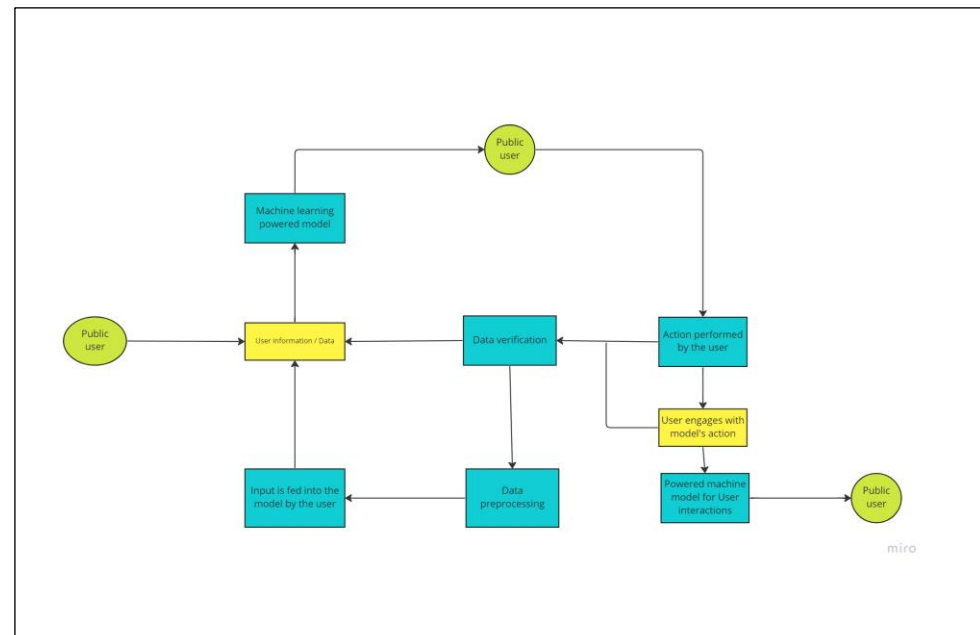 Public
user
Machine learning
powered model
Public
user
User information / Data
Data verification
Action performed
by the user
User engages with
model's action
Input is fed into the
model by the user
Data
preprocessing
Powered machine
model for User
interactions
Public
user
miro